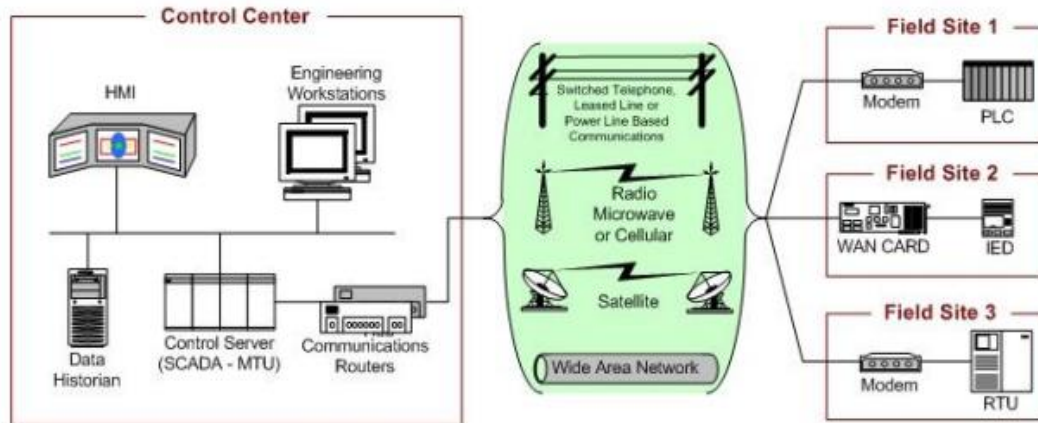 Control Center
HMI
Engineering
Workstations
Data
Historian
Control Server
(SCADA - MTU)
Communications
Routers
Switched Telephone,
Leased Line or
Power Line Based
Communications
Radio
Microwave
or Cellular
Satellite
Wide Area Network
Field Site 1
Modem
PLC
Field Site 2
WAN CARD
IED
Field Site 3
Modem
RTU